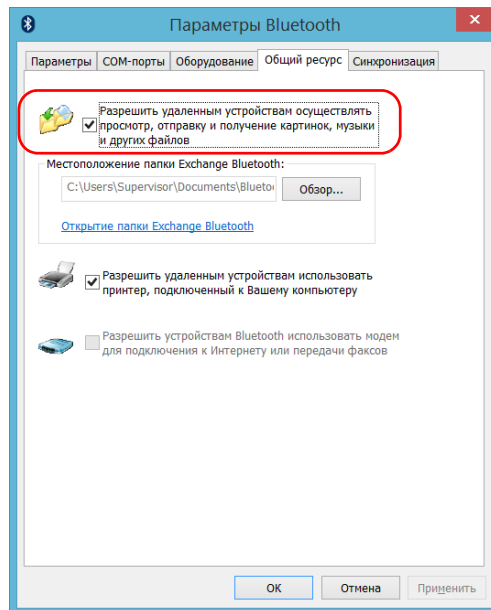 Параметры Bluetooth
Параметры COM-порты Оборудование Общий ресурс Синхронизация
Разрешить удаленным устройствам осуществлять
просмотр, отправку и получение картинок, музыки
и других файлов
Местоположение папки Exchange Bluetooth:
C:\Users\Supervisor\Documents\Bluetoo Обзор...
Открытие папки Exchange Bluetooth
Разрешить удаленным устройствам использовать
принтер, подключенный к Вашему компьютеру
Разрешить устройствам Bluetooth использовать модем
для подключения к Интернету или передачи факсов
ОК Отмена Применить